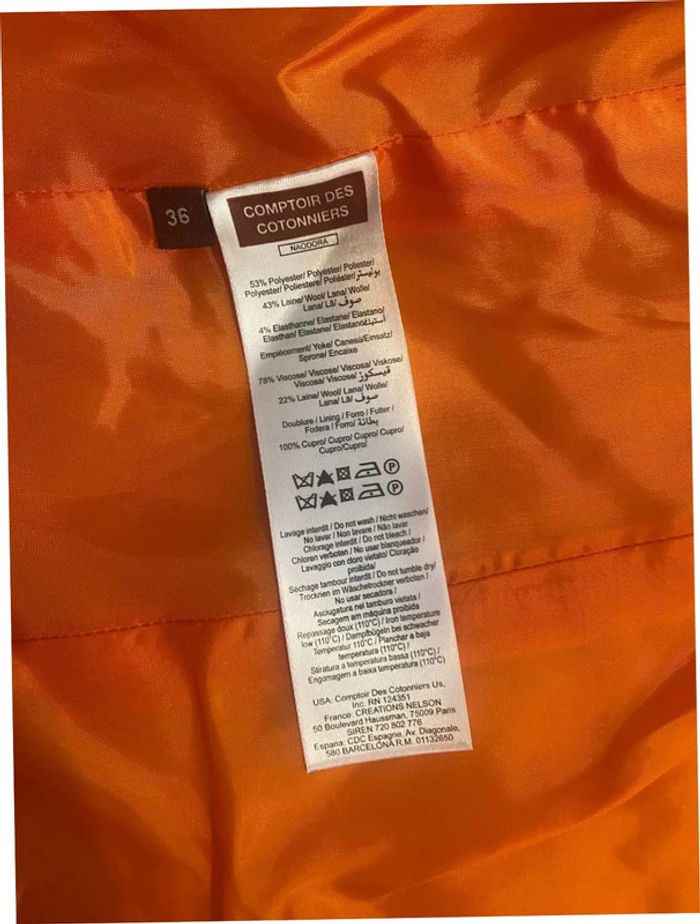 36
COMPTOIR DES
COTONNIERS
NAODORA
53% Polyester/ Polyester/ Poliester/
Polyester/ Poliestere/ Poliéster/ بوليستر
43% Laine/ Wool/ Lana/ Wolle/
Lana/ Lã/ صوف
4% Elasthanne/ Elastane/ Elastano/
Elasthan/ Elastane/ Elastano/
Empiècement/ Yoke/ Canesú/Einsatz/
Sprone/ Encaixe
78% Viscose/ Viscose/ Viscosa/ Viskose/
Viscosa/ Viscose/ فيسكوز
22% Laine/ Wool/ Lana/ Wolle/
Lana/ Lã/ صوف
Doublure / Lining / Forro / Futter /
Fodera / Forro/ بطانة
100% Cupro/ Cupro/ Cupro/ Cupro/
Cupro/Cupro/
P
P
Lavage interdit / Do not wash / Nicht waschen/
No lavar / Non lavare / Não lavar
Chlorage interdit / Do not bleach /
Chloren verboten / No usar blanqueador /
Lavaggio con cloro vietato/ Cloração
proibida/
Séchage tambour interdit / Do not tumble dry/
Trocknen im Wäschetrockner verboten /
No usar secadora /
Asciugatura nel tamburo vietata /
Secagem am máquina proibida
Repassage doux (110°C) / Iron temperature
low (110°C) / Dampfbügeln bei schwacher
Temperatur 110°C / Planchar a baja
temperatura (110°C) /
Stiratura a temperatura bassa (110°C) /
Engomagem a baixa temperatura (110°C)
USA: Comptoir Des Cotonniers Us,
Inc. RN 124351
France: CREATIONS NELSON
50 Boulevard Haussman, 75009 Paris
SIREN 720 802 776
Espana: CDC Espagne, Av. Diagonale,
580 BARCELONA R.M. 01132650